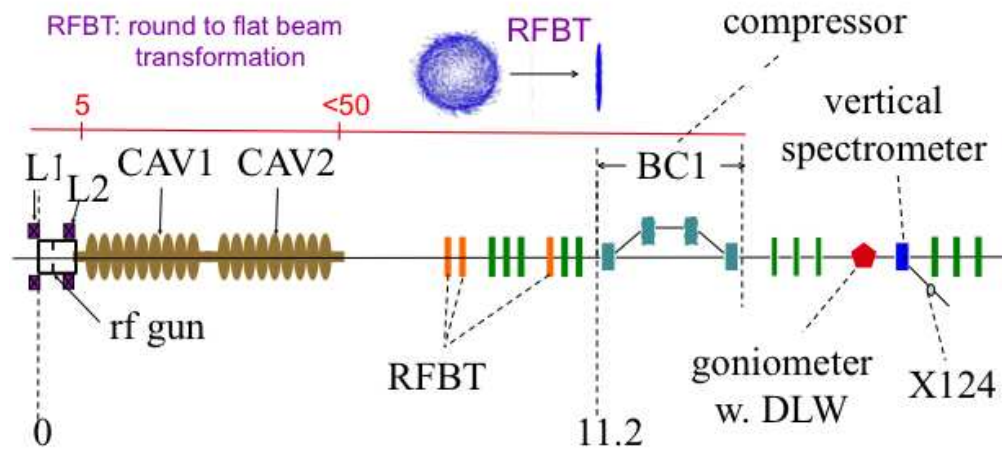 RFBT: round to flat beam
transformation
RFBT
compressor
5
<50
vertical
spectrometer
L1
L2
CAV1
CAV2
BC1
rf gun
RFBT
goniometer
w. DLW
X124
0
11.2